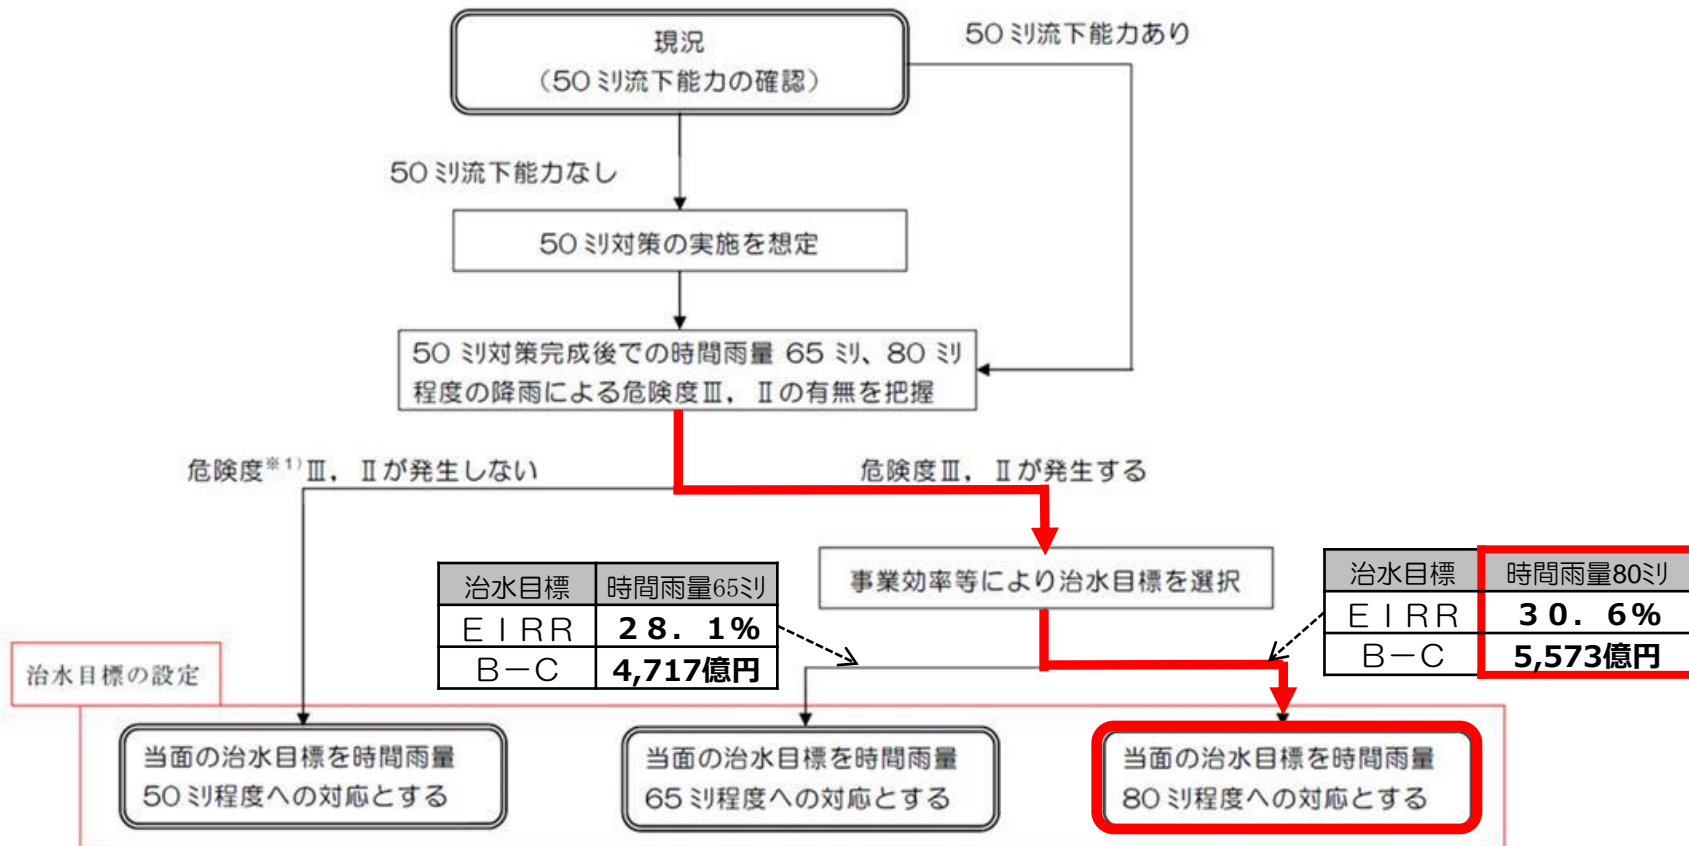 現況
（50ミリ流下能力の確認）
50ミリ流下能力あり
50ミリ流下能力なし
50ミリ対策の実施を想定
50ミリ対策完成後での時間雨量 65ミリ、80ミリ
程度の降雨による危険度Ⅲ，Ⅱの有無を把握
危険度※1)Ⅲ，Ⅱが発生しない
危険度Ⅲ，Ⅱが発生する
事業効率等により治水目標を選択
治水目標 時間雨量65ミリ
ＥＩＲＲ 28．1%
Ｂ－Ｃ 4,717億円
治水目標 時間雨量80ミリ
ＥＩＲＲ 30．6%
Ｂ－Ｃ 5,573億円
治水目標の設定
当面の治水目標を時間雨量
50ミリ程度への対応とする
当面の治水目標を時間雨量
65ミリ程度への対応とする
当面の治水目標を時間雨量
80ミリ程度への対応とする